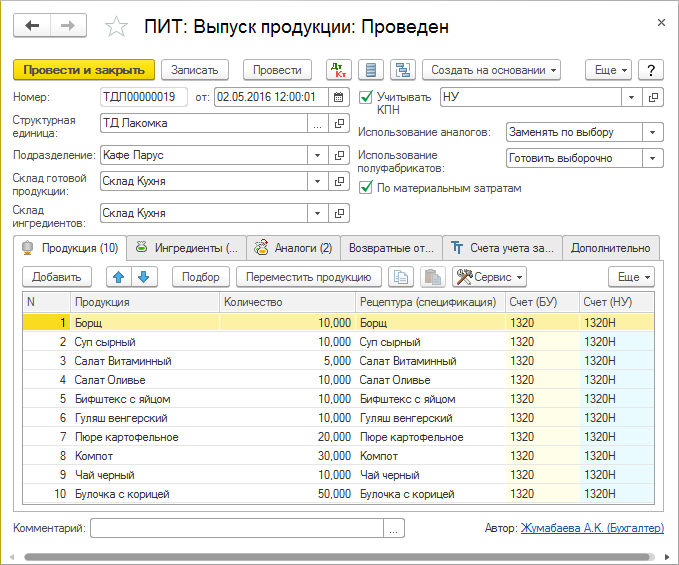 ПИТ: Выпуск продукции: Проведен
Провести и закрыть Записать Провести Дт Кт Создать на основании Еще ?
Номер: ТДЛ00000019 от: 02.05.2016 12:00:01 Учитывать КПН НУ
Структурная единица: ТД Лакомка ... Использование аналогов: Заменять по выбору
Подразделение: Кафе Парус Использование полуфабрикатов: Готовить выборочно
Склад готовой продукции: Склад Кухня По материальным затратам
Склад ингредиентов: Склад Кухня
Продукция (10) Ингредиенты (... Аналоги (2) Возвратные от... Счета учета за... Дополнительно
Добавить Подбор Переместить продукцию Сервис Еще
N Продукция Количество Рецептура (спецификация) Счет (БУ) Счет (НУ)
1 Борщ 10,000 Борщ 1320 1320Н
2 Суп сырный 10,000 Суп сырный 1320 1320Н
3 Салат Витаминный 5,000 Салат Витаминный 1320 1320Н
4 Салат Оливье 10,000 Салат Оливье 1320 1320Н
5 Бифштекс с яйцом 10,000 Бифштекс с яйцом 1320 1320Н
6 Гуляш венгерский 10,000 Гуляш венгерский 1320 1320Н
7 Пюре картофельное 20,000 Пюре картофельное 1320 1320Н
8 Компот 30,000 Компот 1320 1320Н
9 Чай черный 10,000 Чай черный 1320 1320Н
10 Булочка с корицей 50,000 Булочка с корицей 1320 1320Н
Комментарий: ... Автор: Жумабаева А.К. (Бухгалтер)